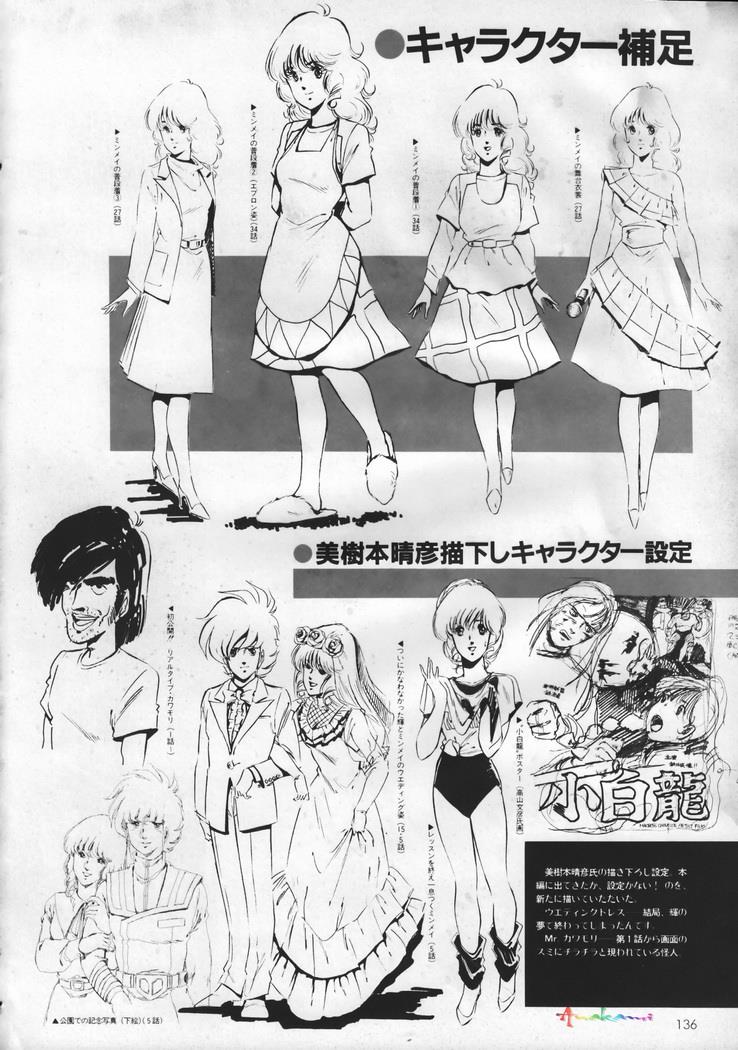 ●キャラクター補足
▶ミンメイの普段着③(27話)
▶ミンメイの普段着②(エプロン姿)(34話)
▶ミンメイの普段着①(34話)
▶ミンメイの舞台衣裳(27話)
●美樹本晴彦描下しキャラクター設定
◀初公開!! リアルタイプ・カワモリ(1話)
◀ついにかなわなかった輝とミンメイのウエディング姿(15・5話)
▶レッスンを終え一息つくミンメイ(5話)
▶"小白龍"ポスター(高山文彦氏画)
小白龍
美樹本晴彦氏の描き下ろし設定。本
編に出てきたが、設定がない!のを、
新たに描いていただいた。
ウエディングドレス——結局、輝の
夢で終わってしまったんです。
Mr.カワモリ——第1話から画面の
スミにチラチラと現われている怪人。
▲公園での記念写真(下絵)(5話)
Anakami
136